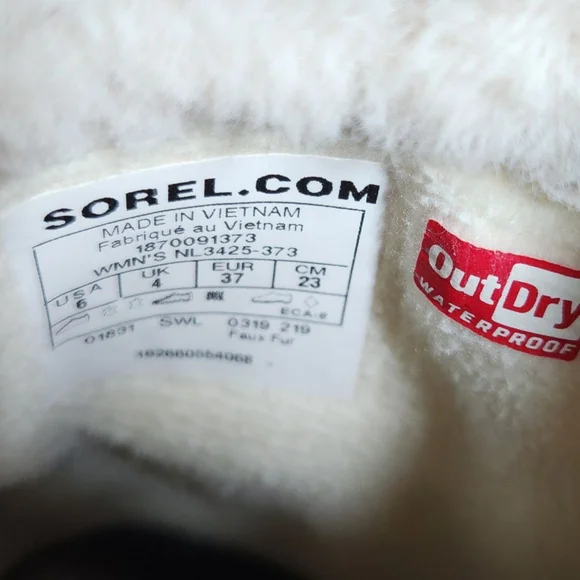 SOREL.COM
MADE IN VIETNAM
Fabriqué au Vietnam
1870091373
WMN'S NL3425-373
USA UK EUR CM
6 4 37 23
ECA-8
01831 SWL 0319 219
Faux Fur
OutDry
WATERPROOF